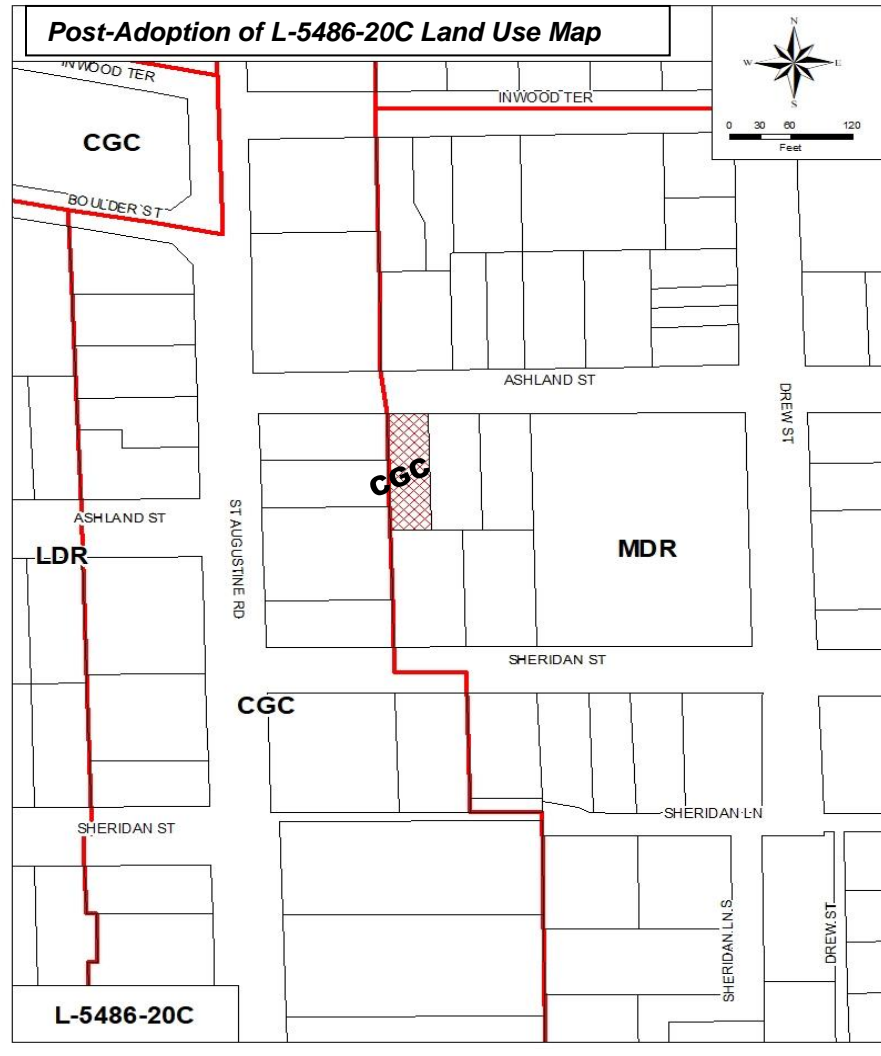 Post-Adoption of L-5486-20C Land Use Map
N
W E
S
0 30 60 120
Feet
INWOOD TER
INWOOD TER
CGC
BOULDER ST
ASHLAND ST
DREW ST
CGC
ST AUGUSTINE RD
ASHLAND ST
LDR
MDR
SHERIDAN ST
CGC
SHERIDAN LN
SHERIDAN ST
SHERIDAN LN S
DREW ST
L-5486-20C